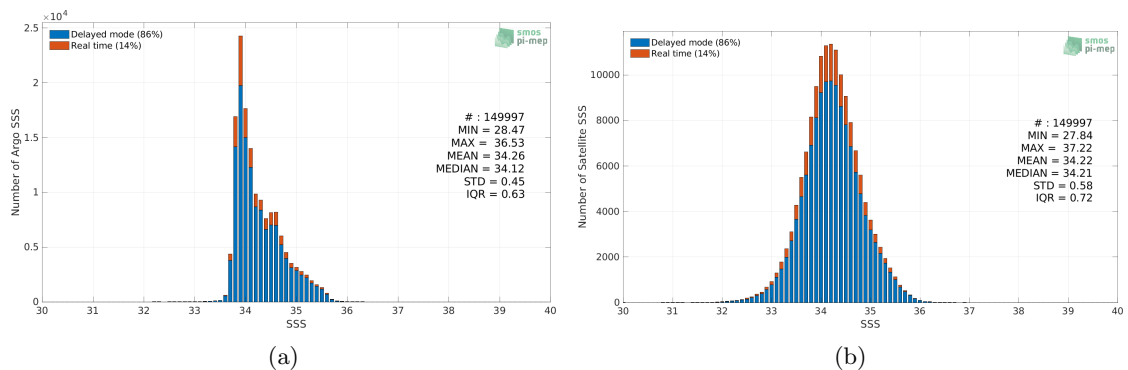 ×10⁴
2.5
2
1.5
1
0.5
0
Number of Argo SSS
Delayed mode (86%)
Real time (14%)
smos
pi-mep
# : 149997
MIN = 28.47
MAX = 36.53
MEAN = 34.26
MEDIAN = 34.12
STD = 0.45
IQR = 0.63
30 31 32 33 34 35 36 37 38 39 40
SSS
(a)
10000
8000
6000
4000
2000
0
Number of Satellite SSS
Delayed mode (86%)
Real time (14%)
smos
pi-mep
# : 149997
MIN = 27.84
MAX = 37.22
MEAN = 34.22
MEDIAN = 34.21
STD = 0.58
IQR = 0.72
30 31 32 33 34 35 36 37 38 39 40
SSS
(b)